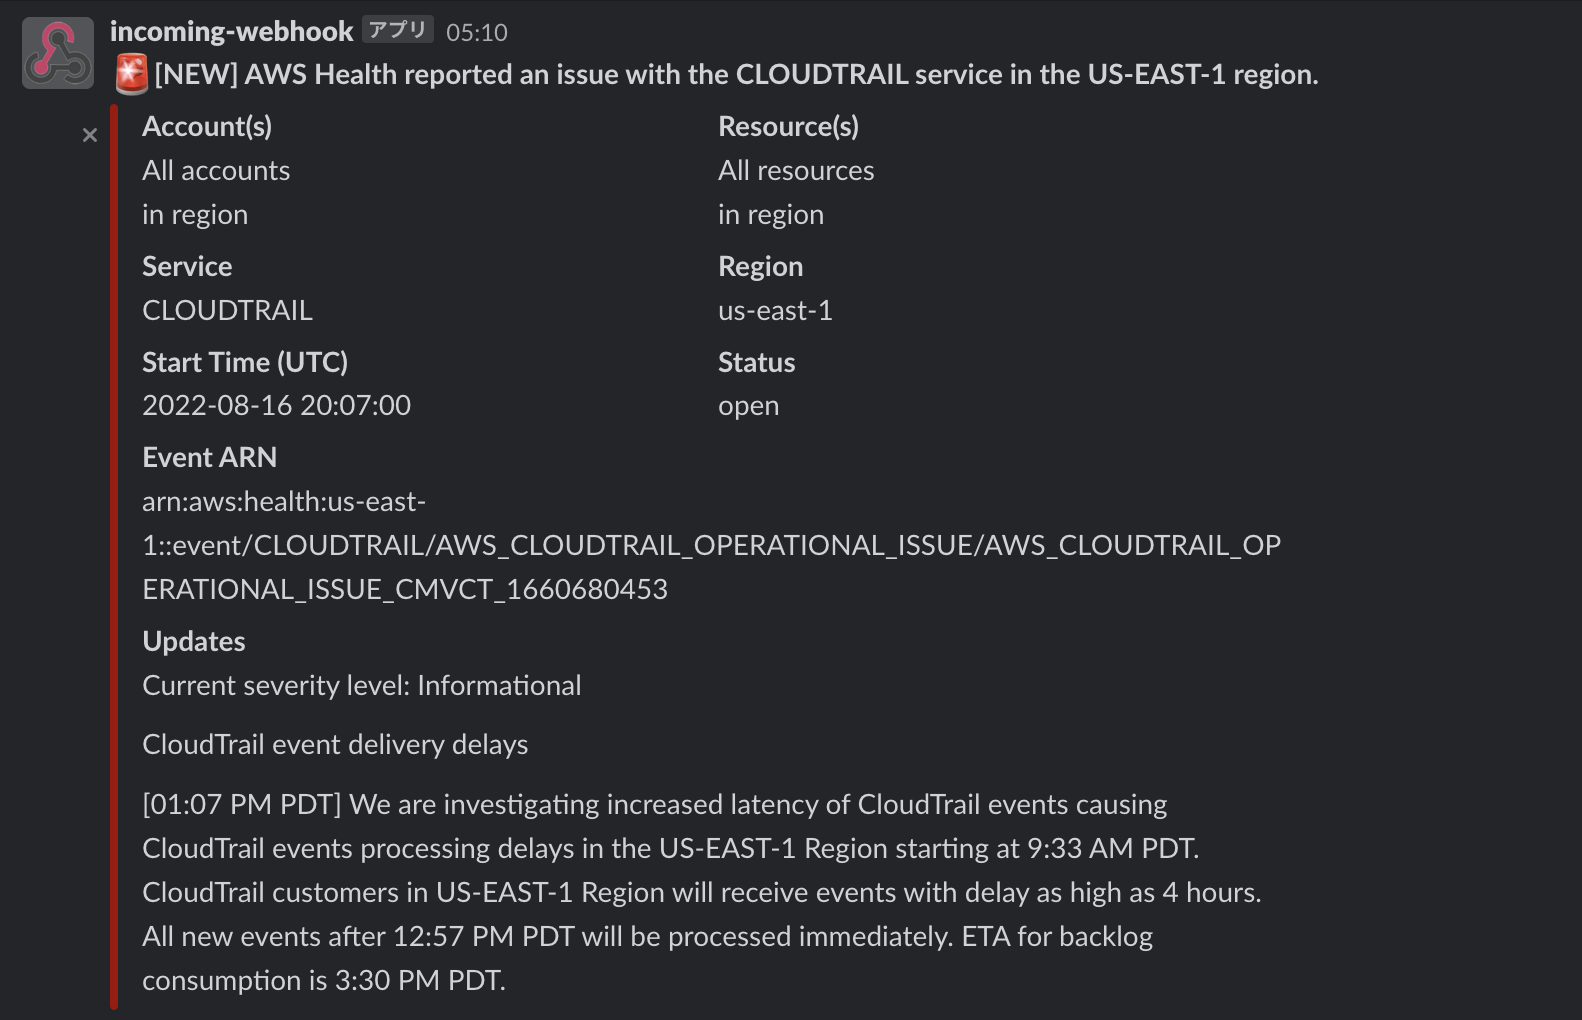 incoming-webhook アプリ 05:10
[NEW] AWS Health reported an issue with the CLOUDTRAIL service in the US-EAST-1 region.
Account(s)
All accounts
in region
Resource(s)
All resources
in region
Service
CLOUDTRAIL
Region
us-east-1
Start Time (UTC)
2022-08-16 20:07:00
Status
open
Event ARN
arn:aws:health:us-east-
1::event/CLOUDTRAIL/AWS_CLOUDTRAIL_OPERATIONAL_ISSUE/AWS_CLOUDTRAIL_OP
ERATIONAL_ISSUE_CMVCT_1660680453
Updates
Current severity level: Informational
CloudTrail event delivery delays
[01:07 PM PDT] We are investigating increased latency of CloudTrail events causing
CloudTrail events processing delays in the US-EAST-1 Region starting at 9:33 AM PDT.
CloudTrail customers in US-EAST-1 Region will receive events with delay as high as 4 hours.
All new events after 12:57 PM PDT will be processed immediately. ETA for backlog
consumption is 3:30 PM PDT.